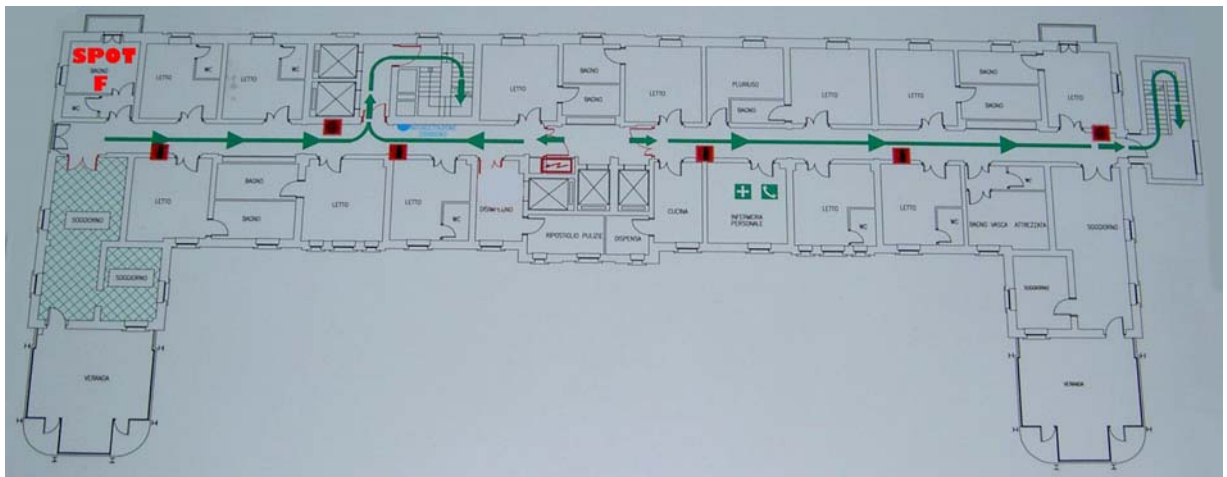 SPOT
F
BAGNO
WC
LETTO
WC
LETTO
WC
LETTO
BAGNO
BAGNO
LETTO
PLURIUSO
BAGNO
LETTO
LETTO
BAGNO
BAGNO
LETTO
SOGGIORNO
SOGGIORNO
LETTO
BAGNO
BAGNO
LETTO
LETTO
WC
DISIMPEGNO
RIPOSTIGLIO PULIZIE
DISPENSA
CUCINA
INFERMERIA
PERSONALE
LETTO
WC
LETTO
WC
WC
BAGNO VASCA ATTREZZATA
SOGGIORNO
SOGGIORNO
VERANDA
VERANDA